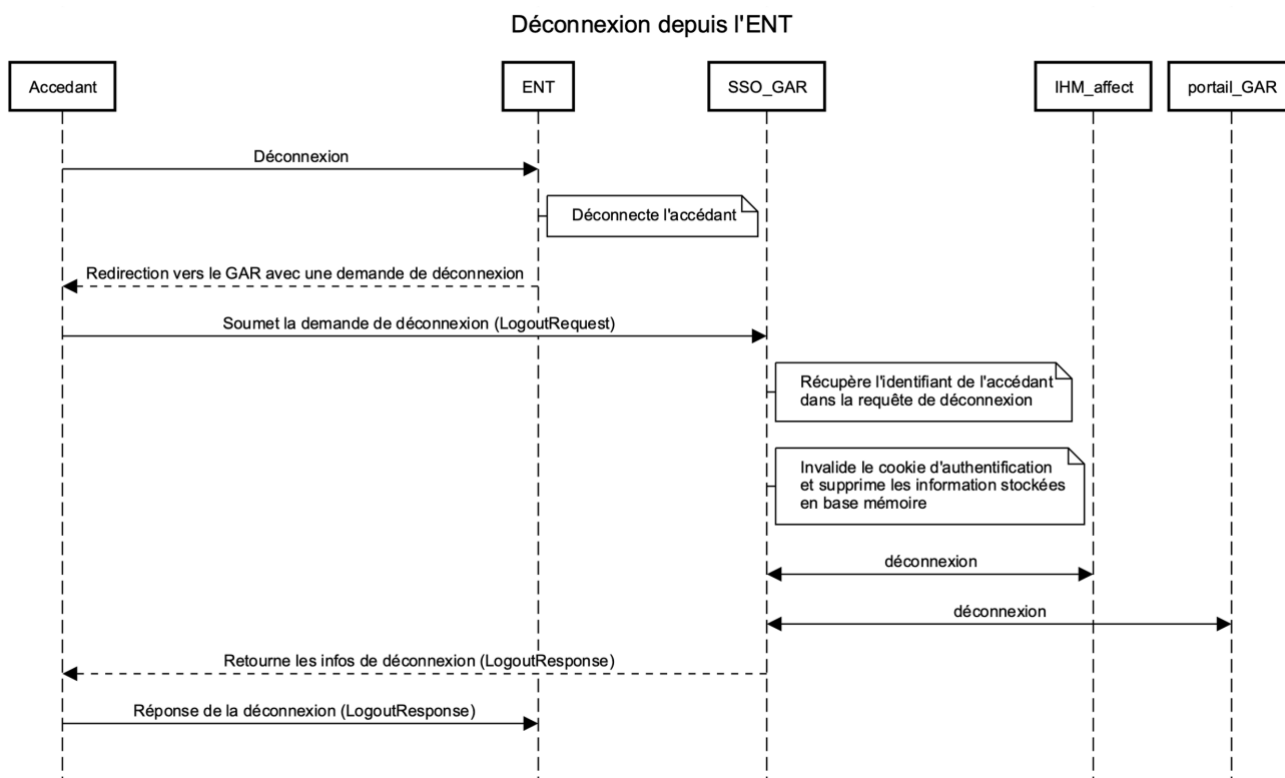 Déconnexion depuis l'ENT
Accedant
ENT
SSO_GAR
IHM_affect
portail_GAR
Déconnexion
Déconnecte l'accédant
Redirection vers le GAR avec une demande de déconnexion
Soumet la demande de déconnexion (LogoutRequest)
Récupère l'identifiant de l'accédant
dans la requête de déconnexion
Invalide le cookie d'authentification
et supprime les information stockées
en base mémoire
déconnexion
déconnexion
Retourne les infos de déconnexion (LogoutResponse)
Réponse de la déconnexion (LogoutResponse)